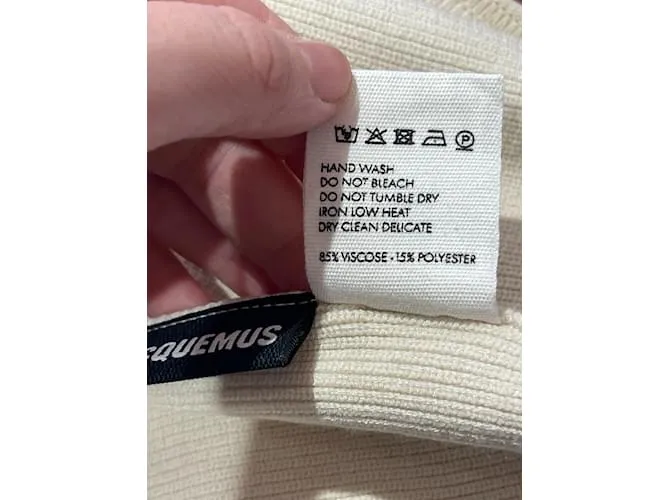 HAND WASH
DO NOT BLEACH
DO NOT TUMBLE DRY
IRON LOW HEAT
DRY CLEAN DELICATE
85% VISCOSE - 15% POLYESTER
QUEMUS